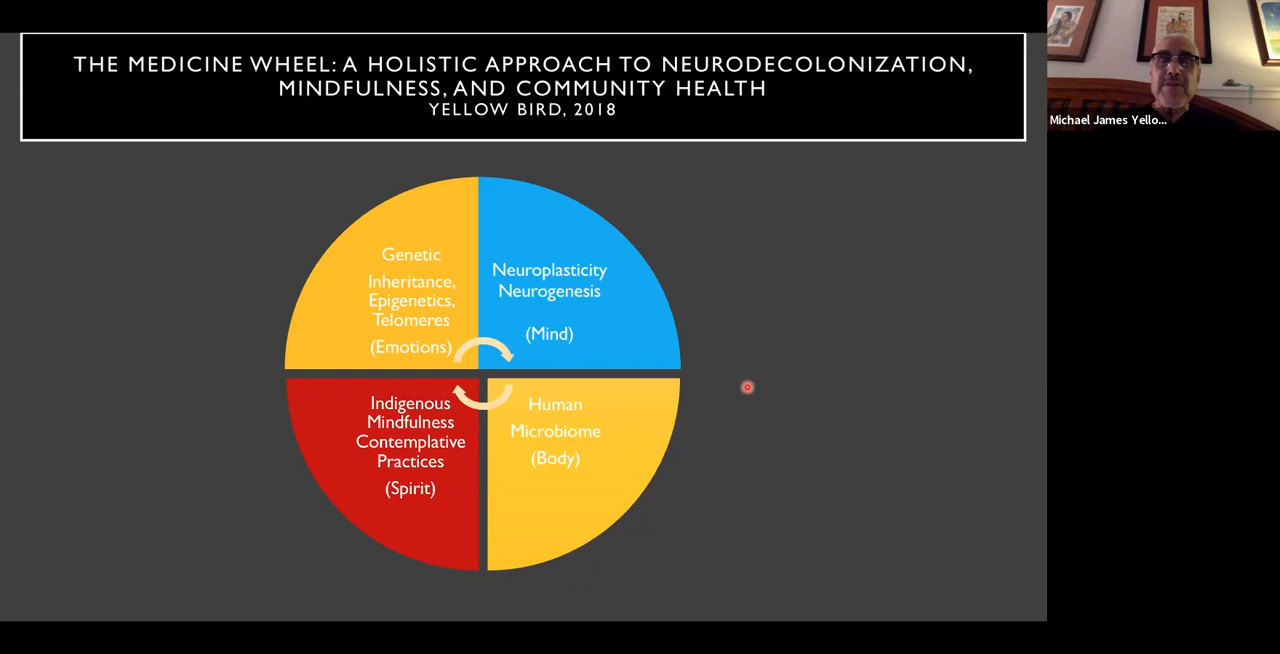 THE MEDICINE WHEEL: A HOLISTIC APPROACH TO NEURODECOLONIZATION,
MINDFULNESS, AND COMMUNITY HEALTH
YELLOW BIRD, 2018
Michael James Yello...
Genetic
Inheritance,
Epigenetics,
Telomeres
(Emotions)
Neuroplasticity
Neurogenesis
(Mind)
Indigenous
Mindfulness
Contemplative
Practices
(Spirit)
Human
Microbiome
(Body)